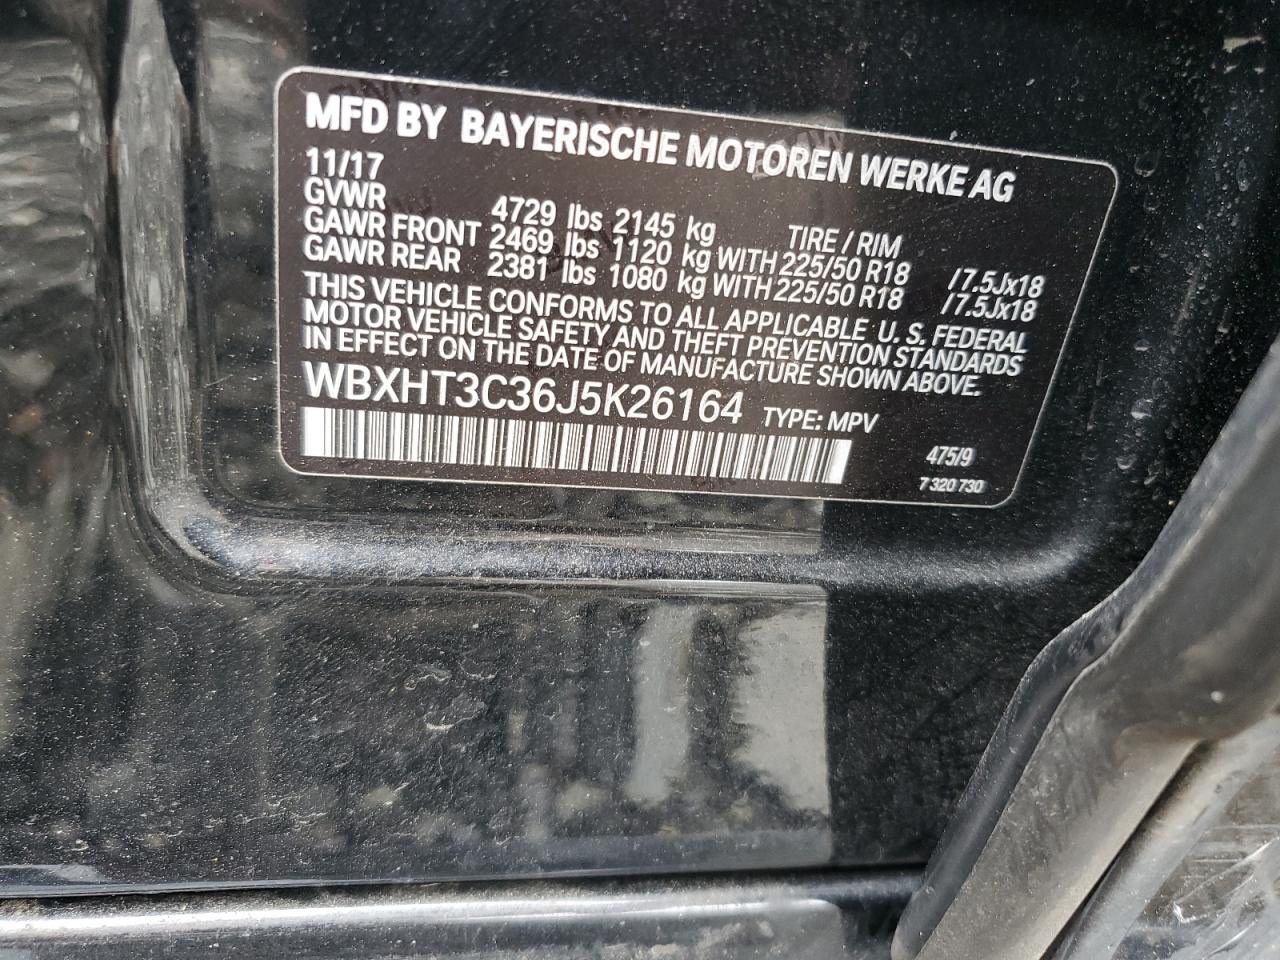 MFD BY BAYERISCHE MOTOREN WERKE AG
11/17
GVWR 4729 lbs 2145 kg TIRE / RIM
GAWR FRONT 2469 lbs 1120 kg WITH 225/50 R18 /7.5Jx18
GAWR REAR 2381 lbs 1080 kg WITH 225/50 R18 /7.5Jx18
THIS VEHICLE CONFORMS TO ALL APPLICABLE U. S. FEDERAL
MOTOR VEHICLE SAFETY AND THEFT PREVENTION STANDARDS
IN EFFECT ON THE DATE OF MANUFACTURE SHOWN ABOVE.
WBXHT3C36J5K26164 TYPE: MPV
475/9
7 320 730